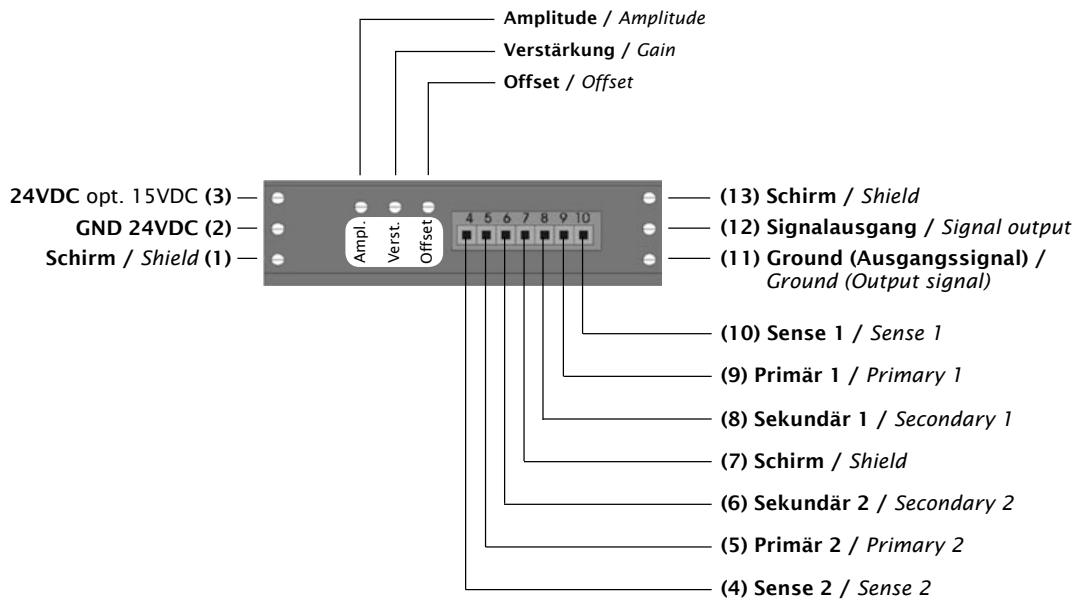 Amplitude / Amplitude
Verstärkung / Gain
Offset / Offset
24VDC opt. 15VDC (3)
GND 24VDC (2)
Schirm / Shield (1)
Ampl.
Verst.
Offset
4 5 6 7 8 9 10
(13) Schirm / Shield
(12) Signalausgang / Signal output
(11) Ground (Ausgangssignal) /
Ground (Output signal)
(10) Sense 1 / Sense 1
(9) Primär 1 / Primary 1
(8) Sekundär 1 / Secondary 1
(7) Schirm / Shield
(6) Sekundär 2 / Secondary 2
(5) Primär 2 / Primary 2
(4) Sense 2 / Sense 2